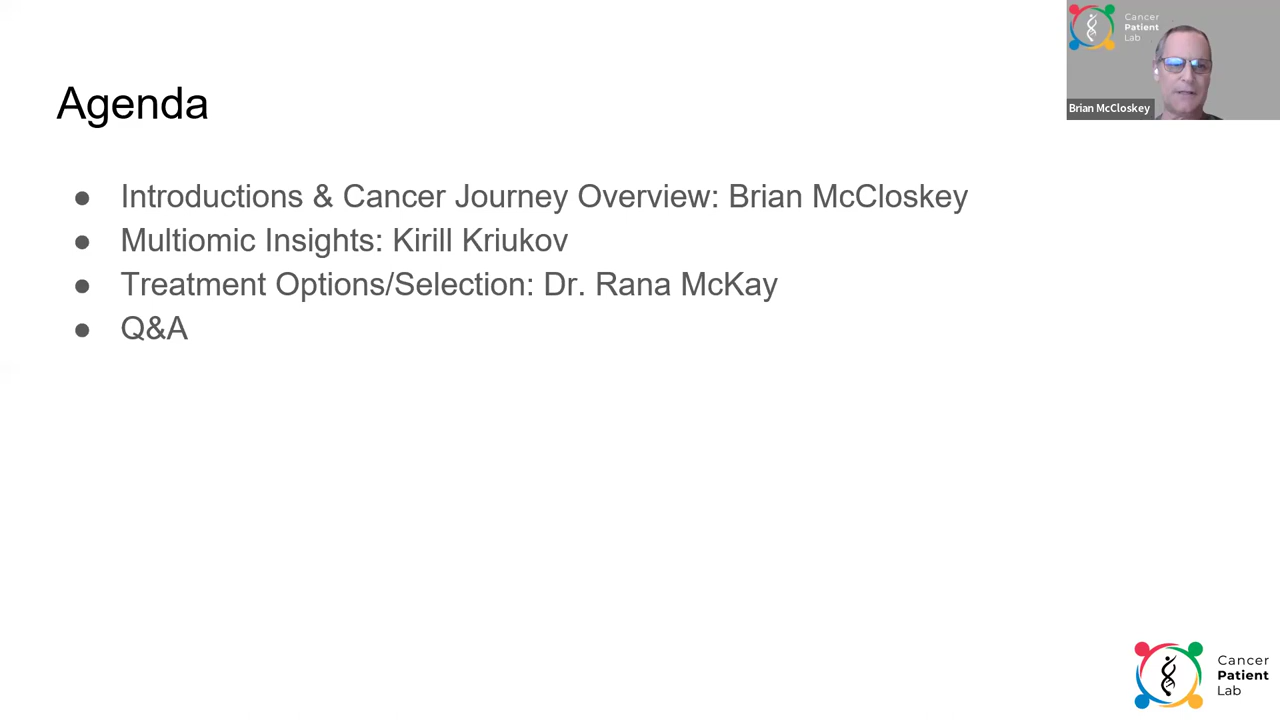 Cancer
Patient
Lab
Brian McCloskey
Agenda
● Introductions & Cancer Journey Overview: Brian McCloskey
● Multiomic Insights: Kirill Kriukov
● Treatment Options/Selection: Dr. Rana McKay
● Q&A
Cancer
Patient
Lab